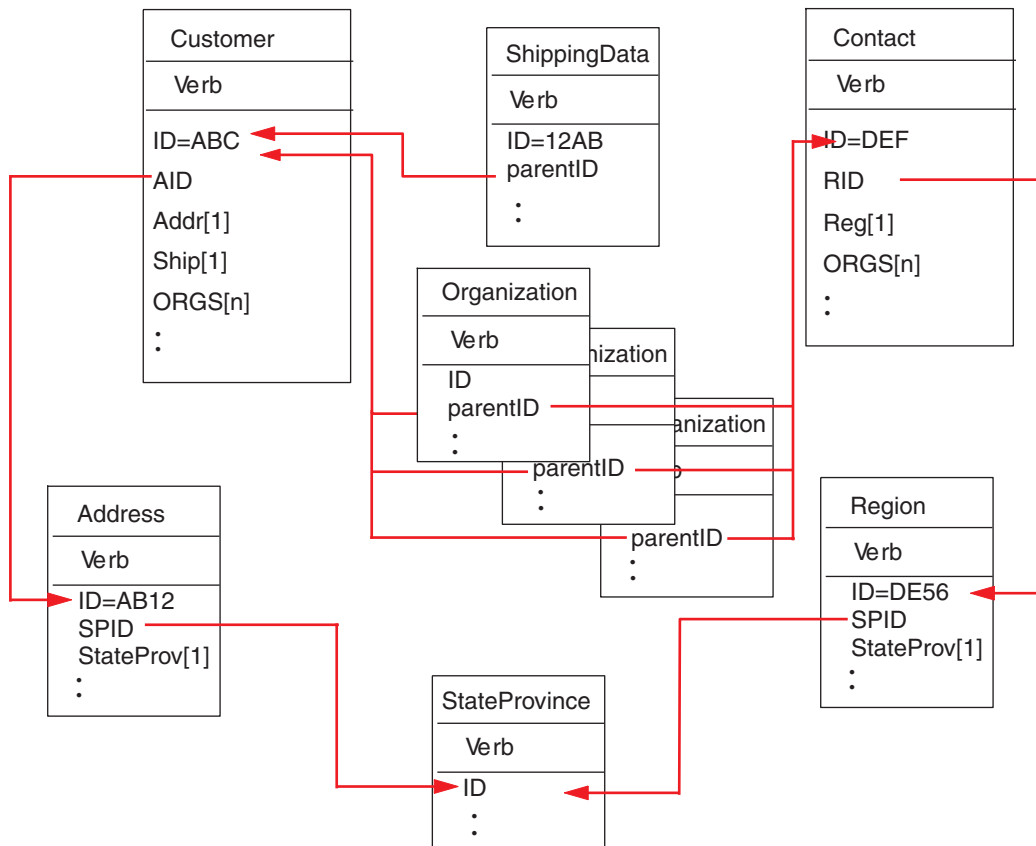 Customer
Verb
ID=ABC
AID
Addr[1]
Ship[1]
ORGS[n]
ShippingData
Verb
ID=12AB
parentID
Contact
Verb
ID=DEF
RID
Reg[1]
ORGS[n]
Organization
Verb
ID
parentID
nization
parentID
anization
b
parentID
Address
Verb
ID=AB12
SPID
StateProv[1]
Region
Verb
ID=DE56
SPID
StateProv[1]
StateProvince
Verb
ID